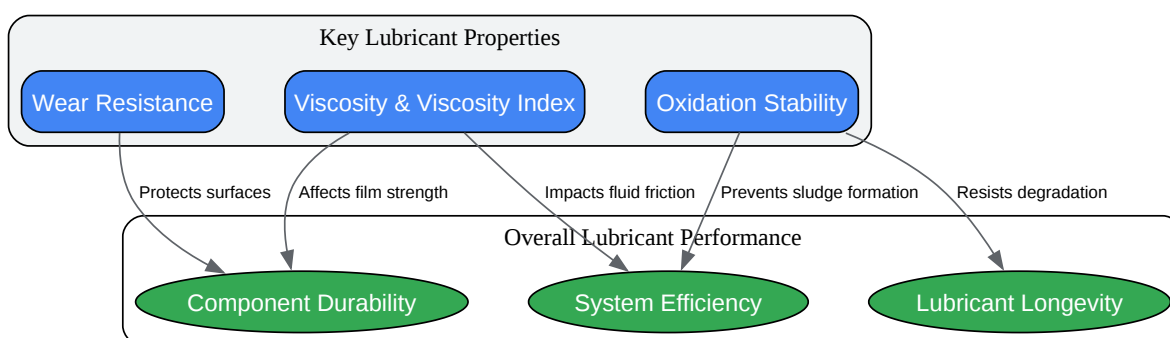 Key Lubricant Properties
Wear Resistance
Viscosity & Viscosity Index
Oxidation Stability
Protects surfaces
Affects film strength
Impacts fluid friction
Prevents sludge formation
Resists degradation
Overall Lubricant Performance
Component Durability
System Efficiency
Lubricant Longevity